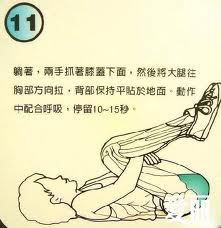 11
躺著，兩手抓著膝蓋下面，然後將大腿往
胸部方向拉，背部保持平貼於地面。動作
中配合呼吸，停留10~15秒。
爱丽